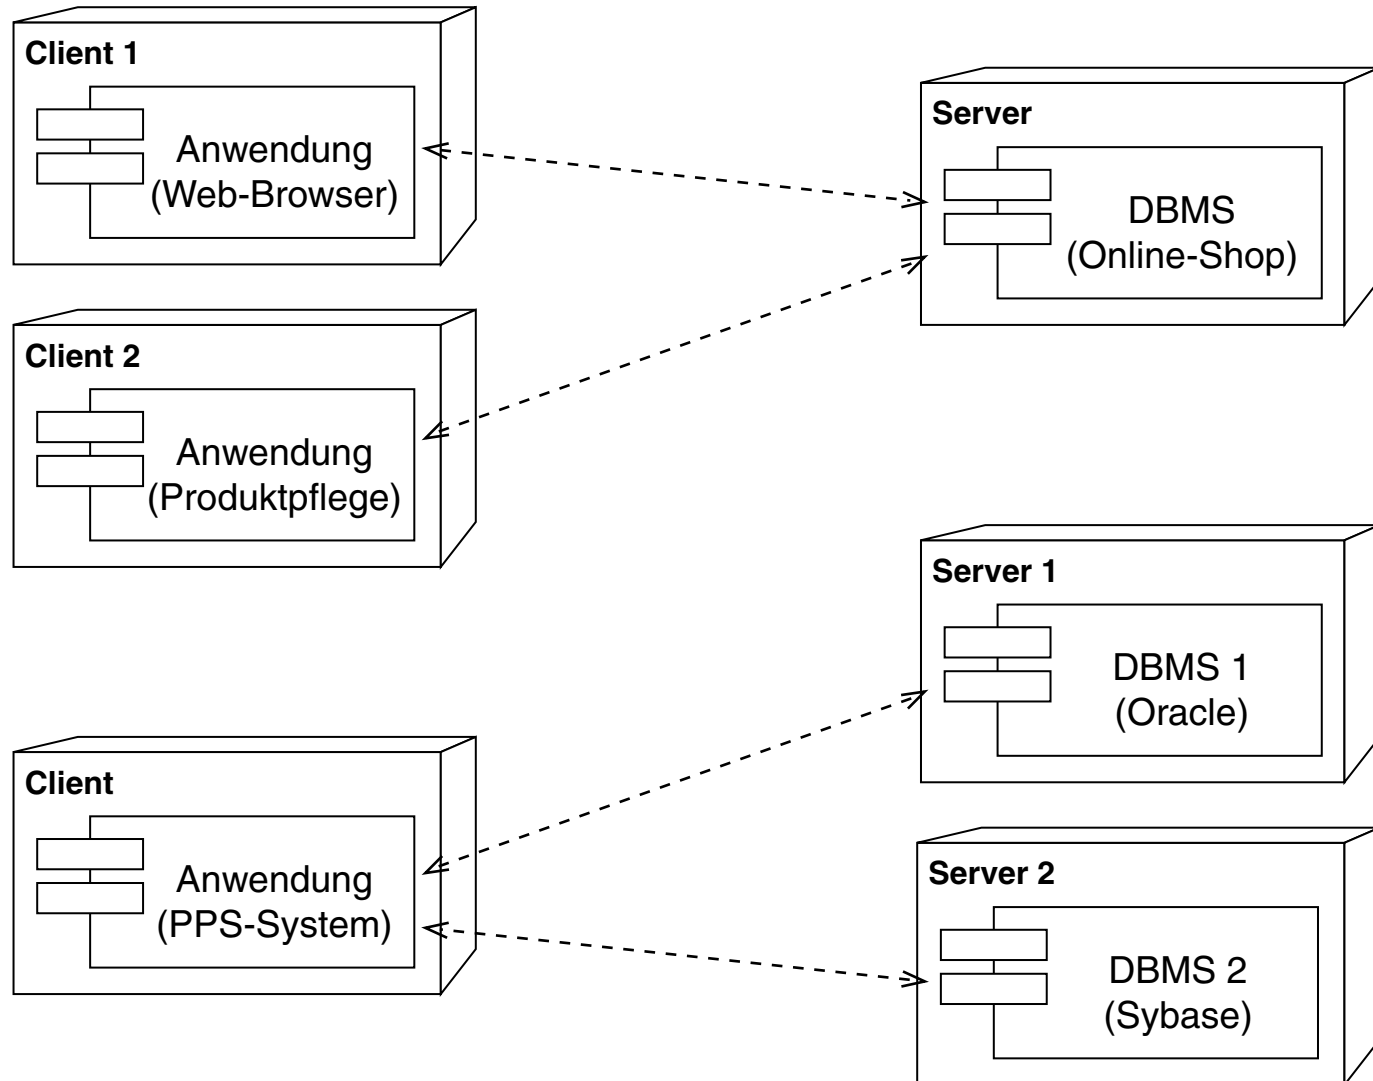 Client 1
Anwendung
(Web-Browser)
Server
DBMS
(Online-Shop)
Client 2
Anwendung
(Produktpflege)
Server 1
DBMS 1
(Oracle)
Client
Anwendung
(PPS-System)
Server 2
DBMS 2
(Sybase)